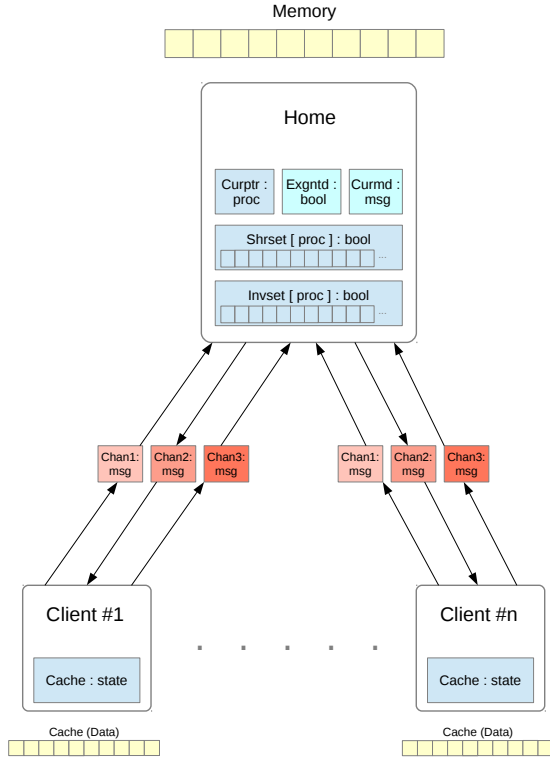 Memory
Home
Curptr :
proc
Exgntd :
bool
Curmd :
msg
Shrset [ proc ] : bool
...
Invset [ proc ] : bool
...
Chan1:
msg
Chan2:
msg
Chan3:
msg
Chan1:
msg
Chan2:
msg
Chan3:
msg
Client #1
Cache : state
. . . . .
Client #n
Cache : state
Cache (Data)
Cache (Data)